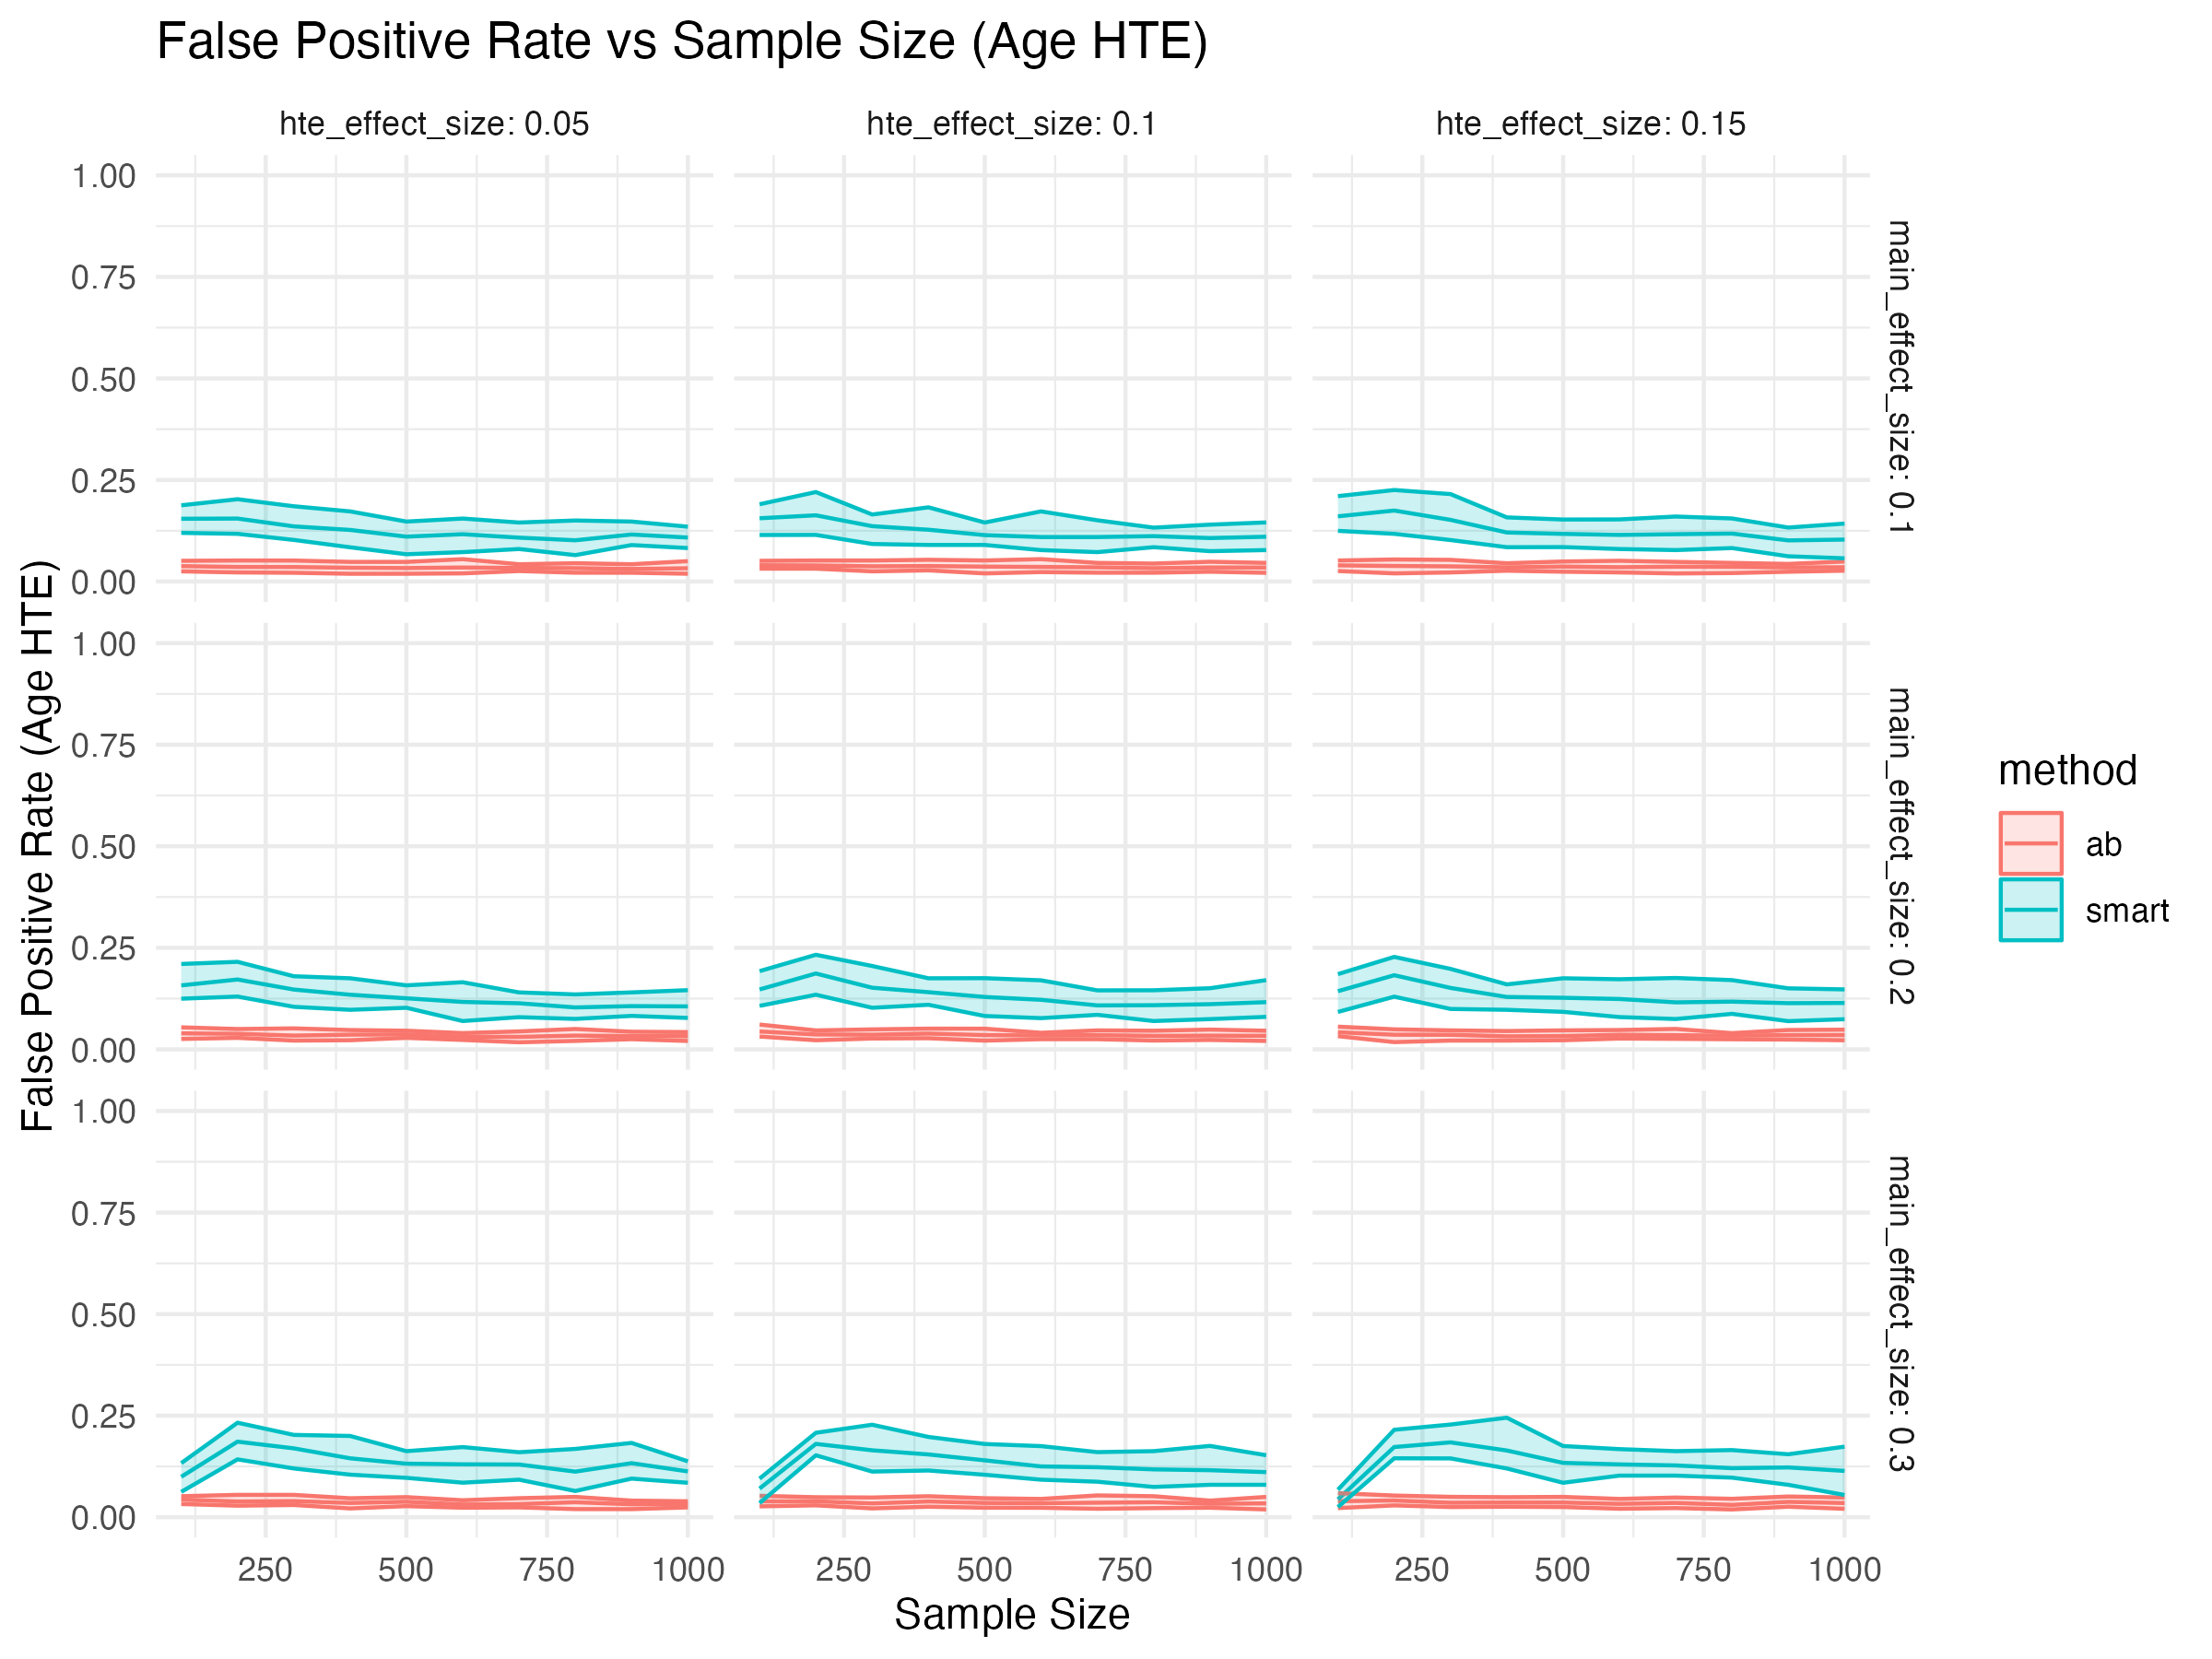 False Positive Rate vs Sample Size (Age HTE)
hte_effect_size: 0.05
hte_effect_size: 0.1
hte_effect_size: 0.15
False Positive Rate (Age HTE)
1.00
0.75
0.50
0.25
0.00
main_effect_size: 0.1
1.00
0.75
0.50
0.25
0.00
main_effect_size: 0.2
1.00
0.75
0.50
0.25
0.00
main_effect_size: 0.3
250 500 750 1000
250 500 750 1000
250 500 750 1000
Sample Size
method
ab
smart